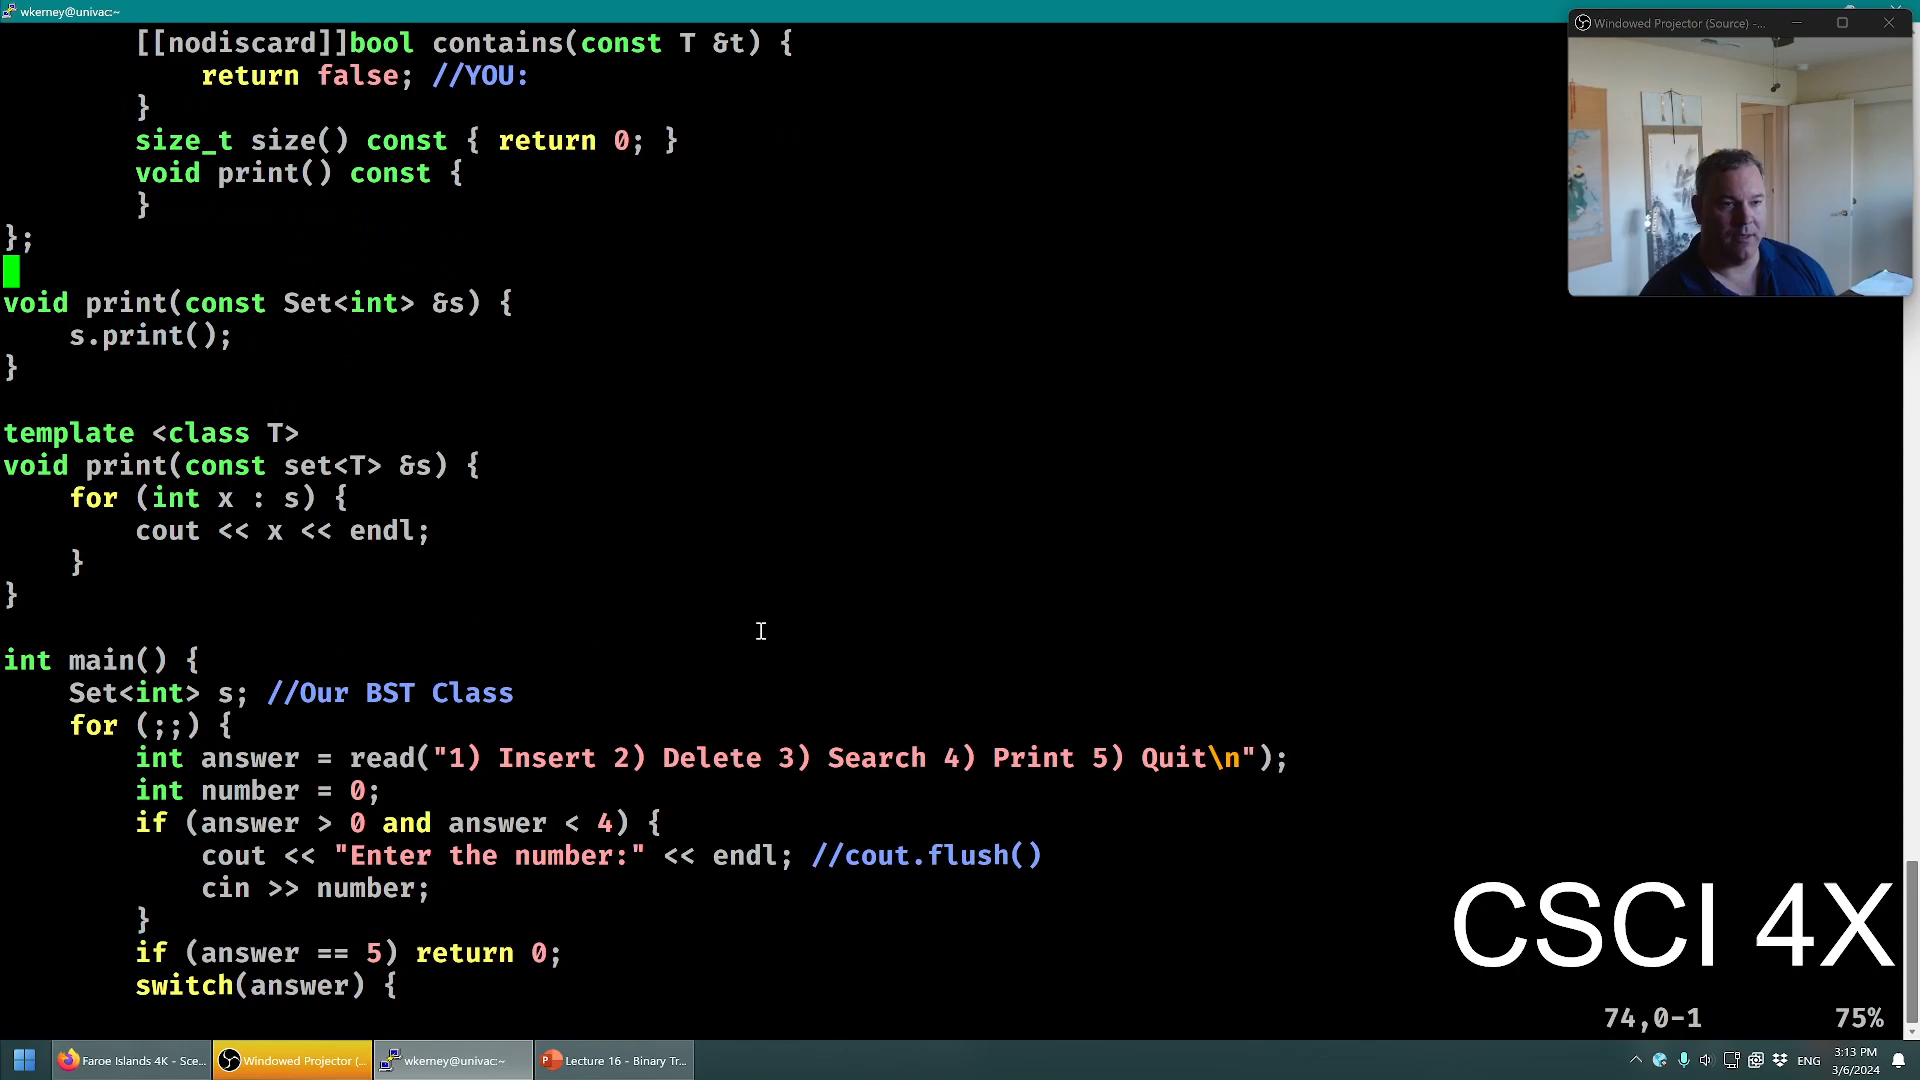 wkerney@univac:~
[[nodiscard]]bool contains(const T &t) {
return false; //YOU:
}
size_t size() const { return 0; }
void print() const {
}
};
void print(const Set<int> &s) {
s.print();
}
template <class T>
void print(const set<T> &s) {
for (int x : s) {
cout << x << endl;
}
}
int main() {
Set<int> s; //Our BST Class
for (;;) {
int answer = read("1) Insert 2) Delete 3) Search 4) Print 5) Quit\n");
int number = 0;
if (answer > 0 and answer < 4) {
cout << "Enter the number:" << endl; //cout.flush()
cin >> number;
}
if (answer == 5) return 0;
switch(answer) {
74,0-1 75%
Windowed Projector (Source) -...
CSCI 4X
Faroe Islands 4K - Sce...
Windowed Projector (...
wkerney@univac:~
Lecture 16 - Binary Tr...
ENG
3:13 PM
3/6/2024